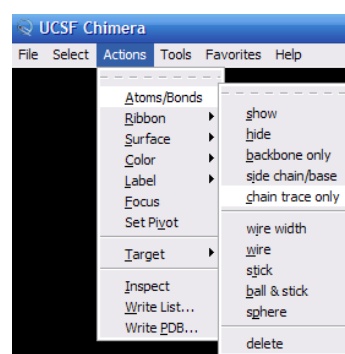 UCSF Chimera
File Select Actions Tools Favorites Help
Atoms/Bonds
Ribbon
Surface
Color
Label
Focus
Set Pivot
Target
Inspect
Write List...
Write PDB...
show
hide
backbone only
side chain/base
chain trace only
wire width
wire
stick
ball & stick
sphere
delete